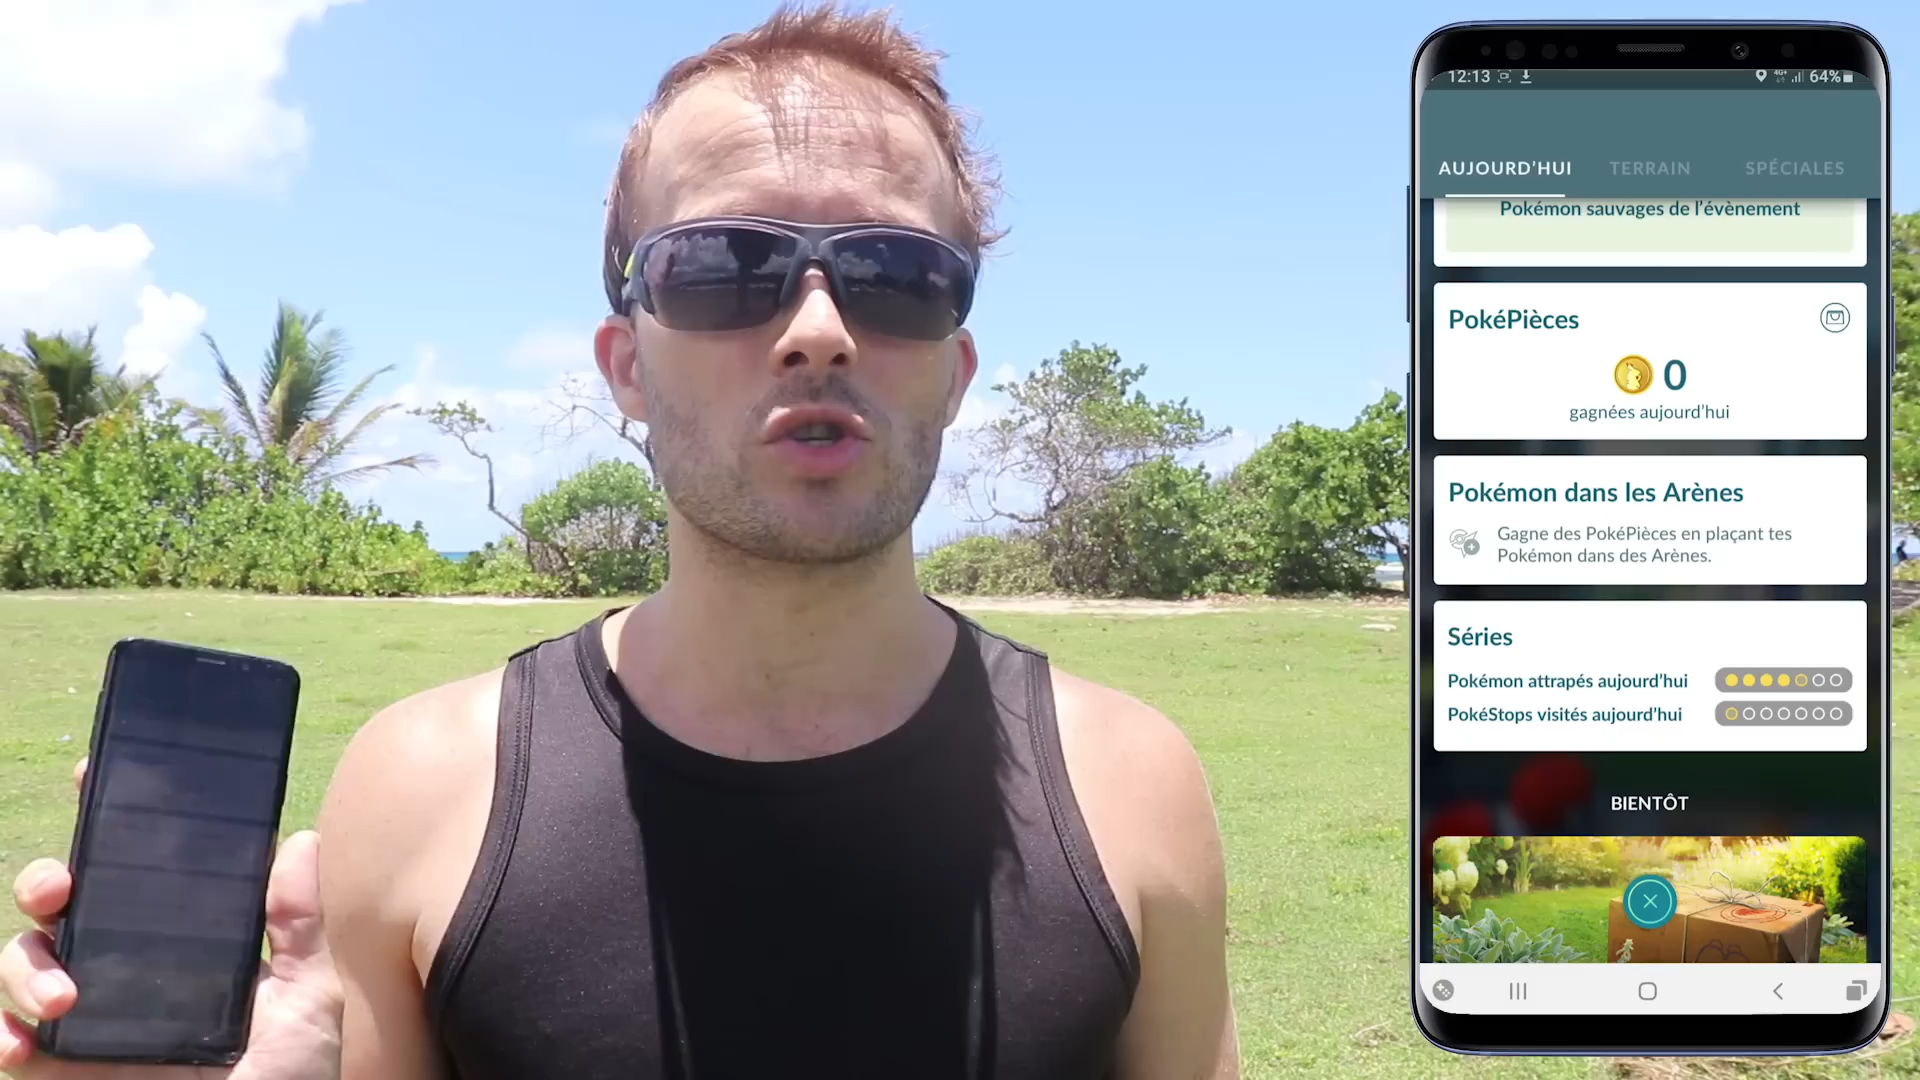 12:13
64%
AUJOURD'HUI TERRAIN SPÉCIALES
Pokémon sauvages de l'évènement
PokéPièces
0
gagnées aujourd'hui
Pokémon dans les Arènes
Gagne des PokéPièces en plaçant tes
Pokémon dans des Arènes.
Séries
Pokémon attrapés aujourd'hui
PokéStops visités aujourd'hui
BIENTÔT